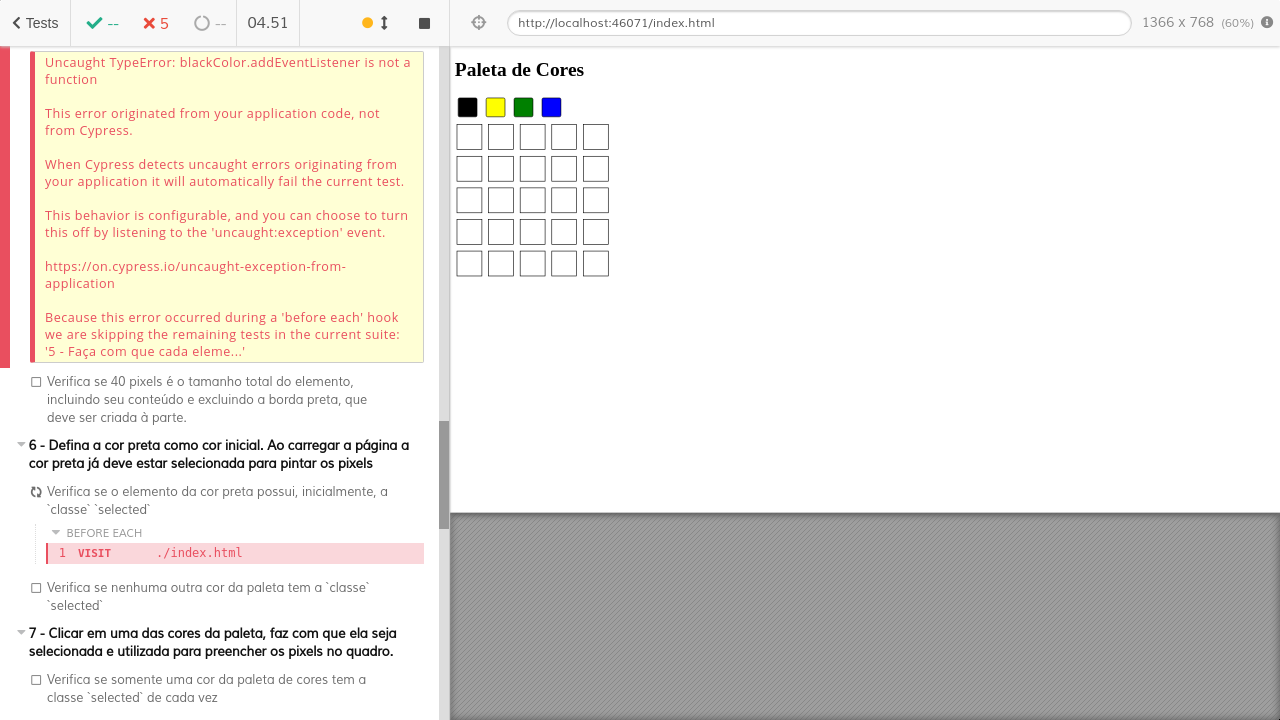 Tests
--
5
--
04.51
http://localhost:46071/index.html
1366 x 768 (60%)
Uncaught TypeError: blackColor.addEventListener is not a
function
This error originated from your application code, not
from Cypress.
When Cypress detects uncaught errors originating from
your application it will automatically fail the current test.
This behavior is configurable, and you can choose to turn
this off by listening to the 'uncaught:exception' event.
https://on.cypress.io/uncaught-exception-from-
application
Because this error occurred during a 'before each' hook
we are skipping the remaining tests in the current suite:
'5 - Faça com que cada eleme...'
Verifica se 40 pixels é o tamanho total do elemento,
incluindo seu conteúdo e excluindo a borda preta, que
deve ser criada à parte.
6 - Defina a cor preta como cor inicial. Ao carregar a página a
cor preta já deve estar selecionada para pintar os pixels
Verifica se o elemento da cor preta possui, inicialmente, a
`classe` `selected`
BEFORE EACH
1 VISIT ./index.html
Verifica se nenhuma outra cor da paleta tem a `classe`
`selected`
7 - Clicar em uma das cores da paleta, faz com que ela seja
selecionada e utilizada para preencher os pixels no quadro.
Verifica se somente uma cor da paleta de cores tem a
classe `selected` de cada vez
Paleta de Cores